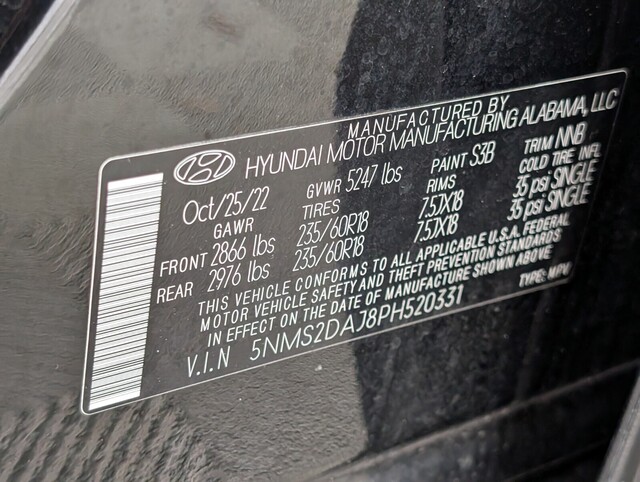 MANUFACTURED BY
HYUNDAI MOTOR MANUFACTURING ALABAMA, LLC
Oct/25/22 GVWR 5247 lbs PAINT S3B TRIM NNB
GAWR TIRES RIMS COLD TIRE INFL
FRONT 2866 lbs 235/60R18 7.5JX18 35 psi SINGLE
REAR 2976 lbs 235/60R18 7.5JX18 35 psi SINGLE
THIS VEHICLE CONFORMS TO ALL APPLICABLE U.S.A. FEDERAL
MOTOR VEHICLE SAFETY AND THEFT PREVENTION STANDARDS
IN EFFECT ON THE DATE OF MANUFACTURE SHOWN ABOVE
V.I.N 5NMS2DAJ8PH520331 TYPE: MPV